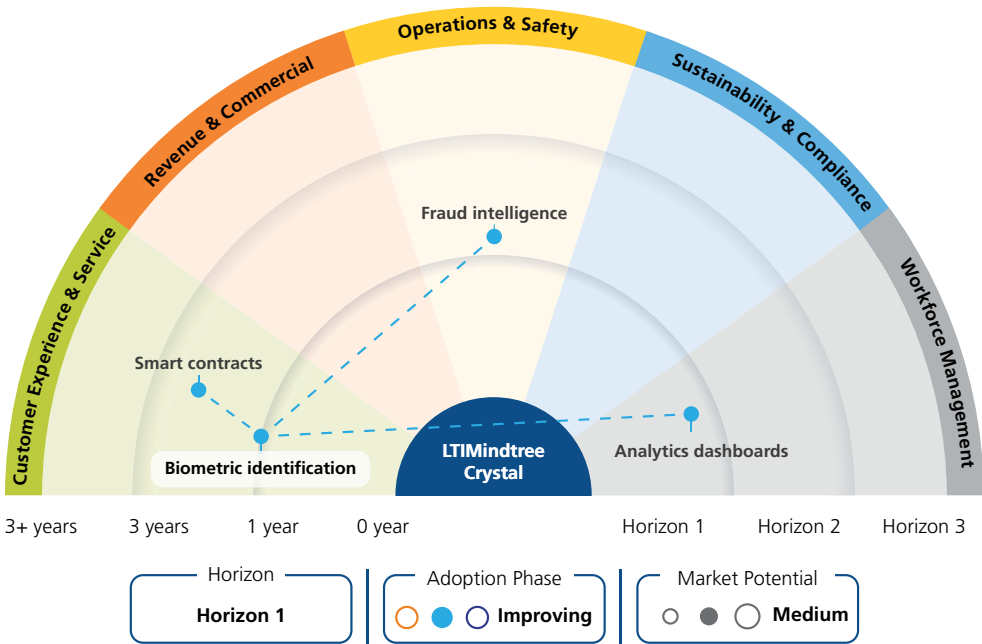 Operations & Safety
Revenue & Commercial
Sustainability & Compliance
Customer Experience & Service
Workforce Management
Fraud intelligence
Smart contracts
Biometric identification
LTIMindtree
Crystal
Analytics dashboards
3+ years
3 years
1 year
0 year
Horizon 1
Horizon 2
Horizon 3
Horizon
Horizon 1
Adoption Phase
Improving
Market Potential
Medium